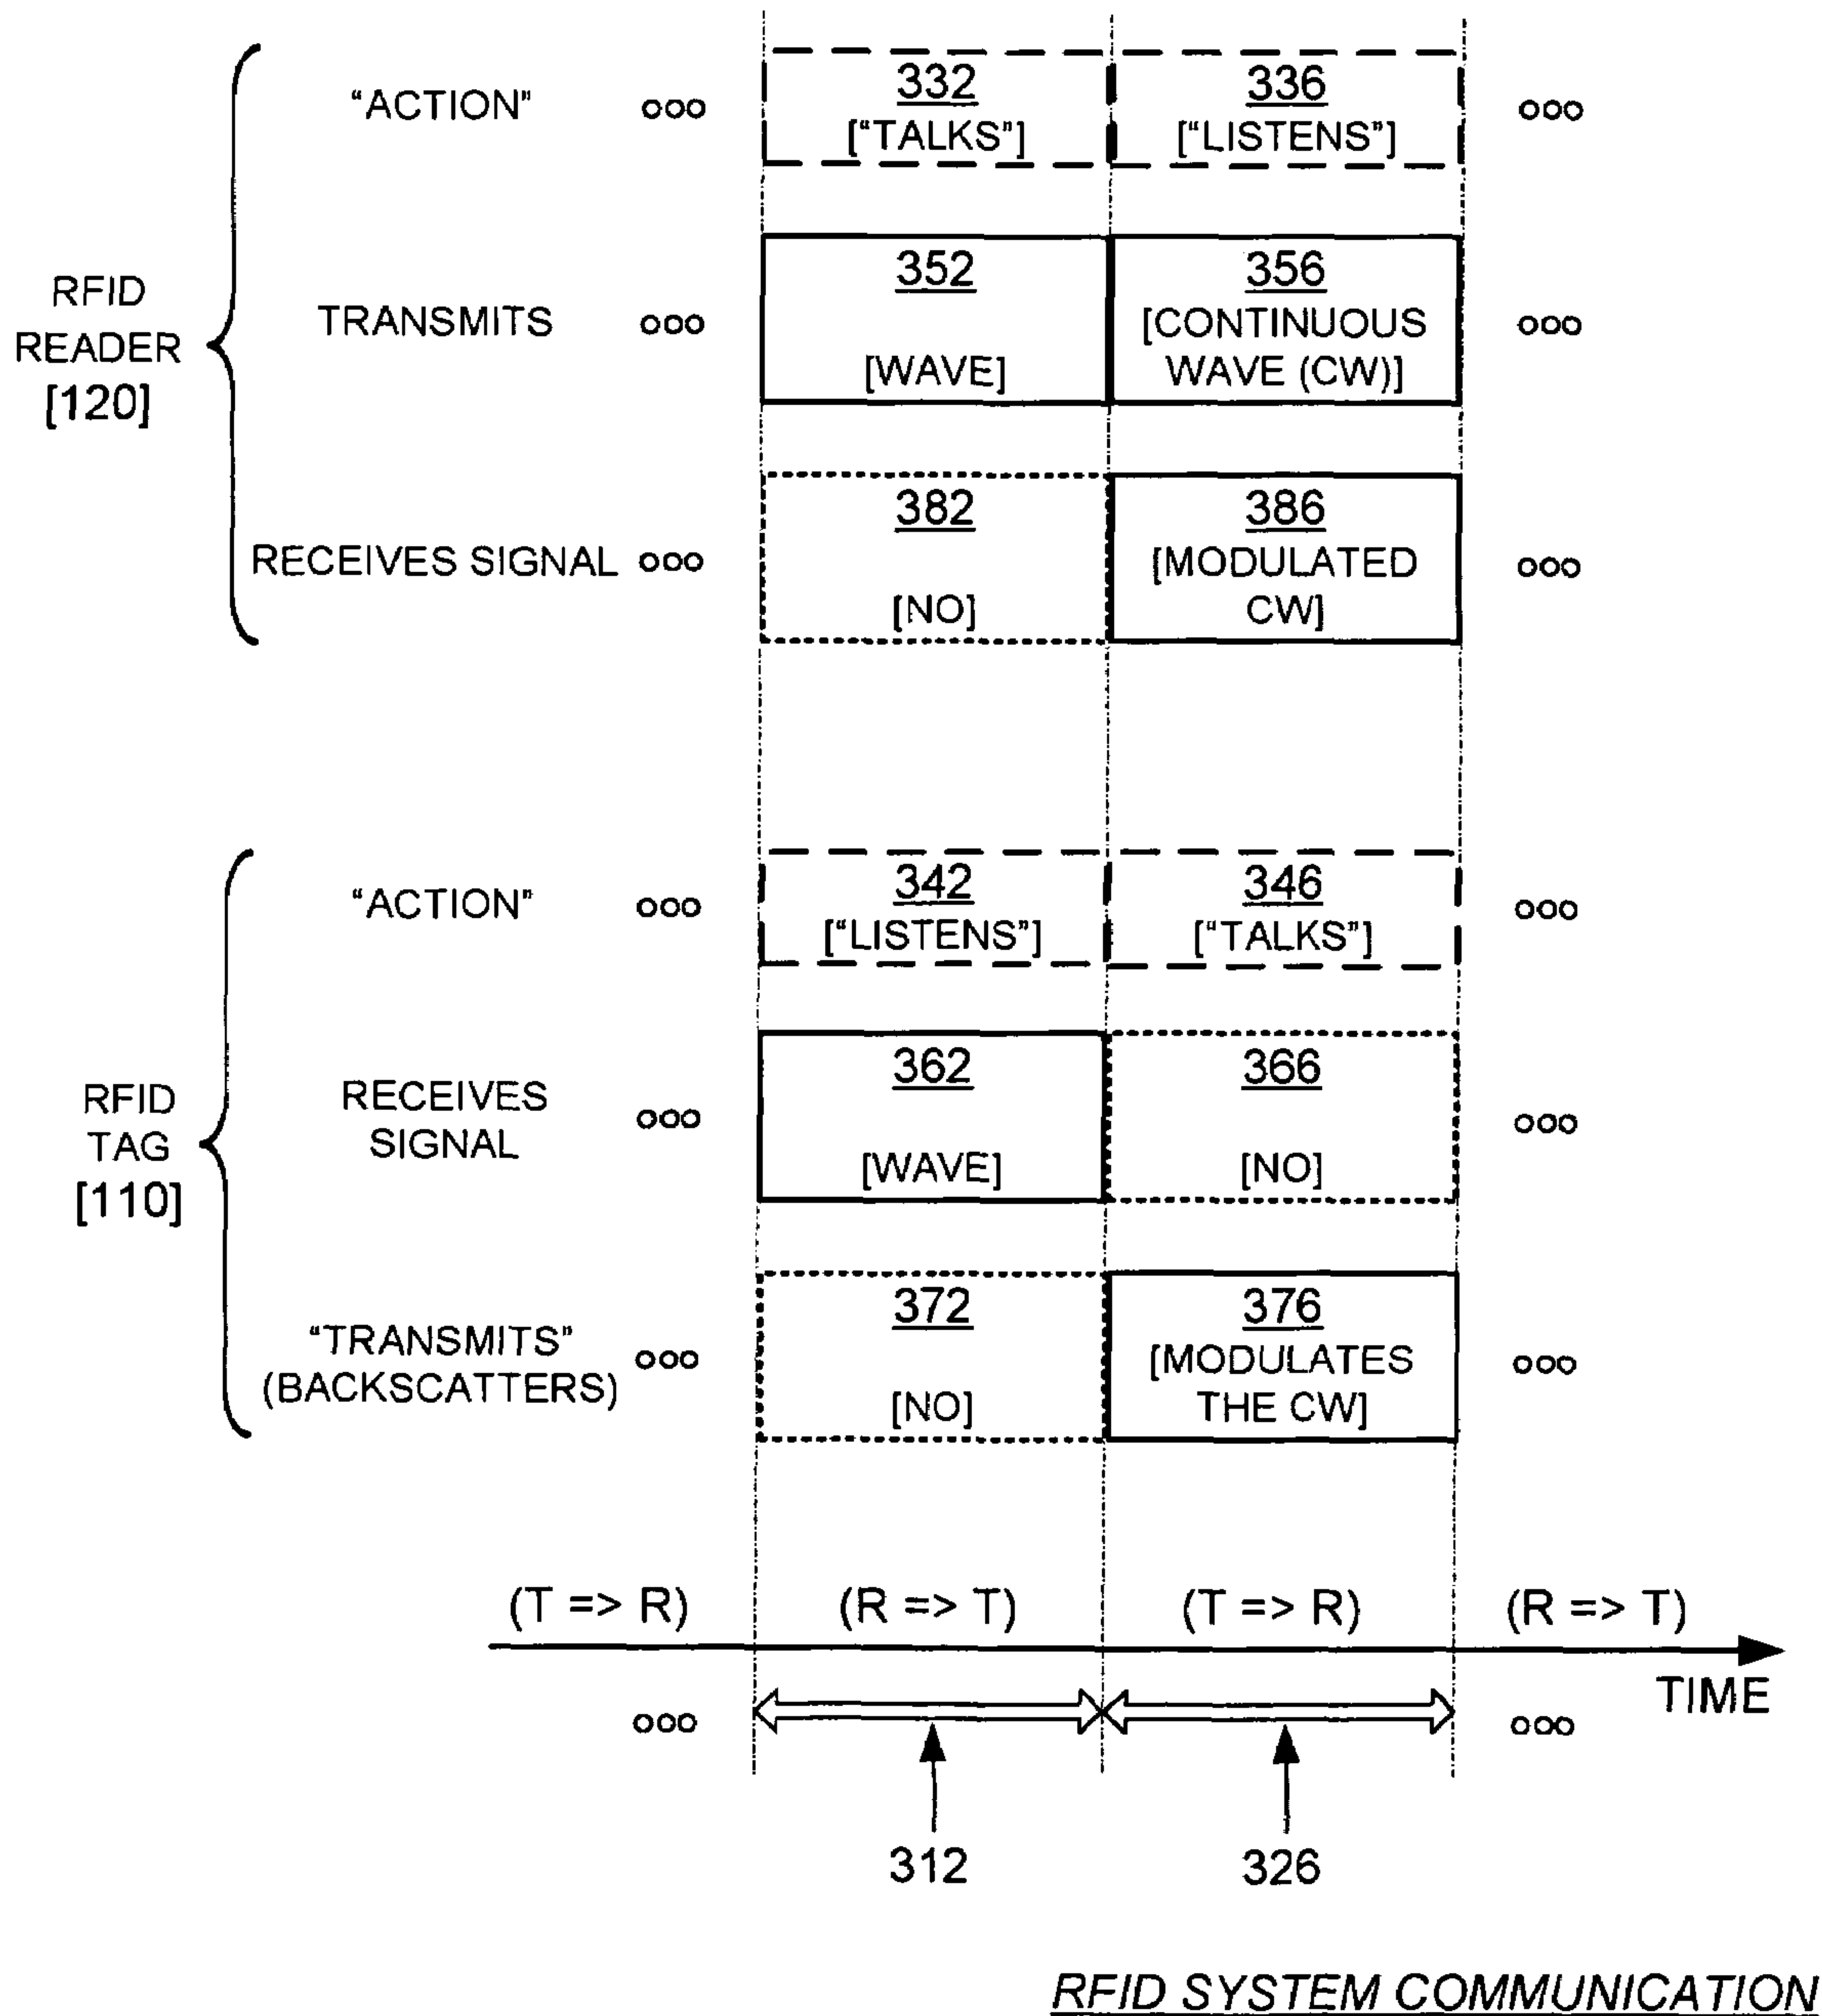 "ACTION" ooo 332 336 ooo
["TALKS"] ["LISTENS"]
RFID
READER
[120]
TRANSMITS ooo 352 356 ooo
[WAVE] [CONTINUOUS
WAVE (CW)]
RECEIVES SIGNAL ooo 382 386 ooo
[NO] [MODULATED
CW]
"ACTION" ooo 342 346 ooo
["LISTENS"] ["TALKS"]
RFID
TAG
[110]
RECEIVES
SIGNAL
ooo 362 366 ooo
[WAVE] [NO]
"TRANSMITS"
(BACKSCATTERS)
ooo 372 376 ooo
[NO] [MODULATES
THE CW]
(T => R) (R => T) (T => R) (R => T)
TIME
ooo ooo
312 326
RFID SYSTEM COMMUNICATION